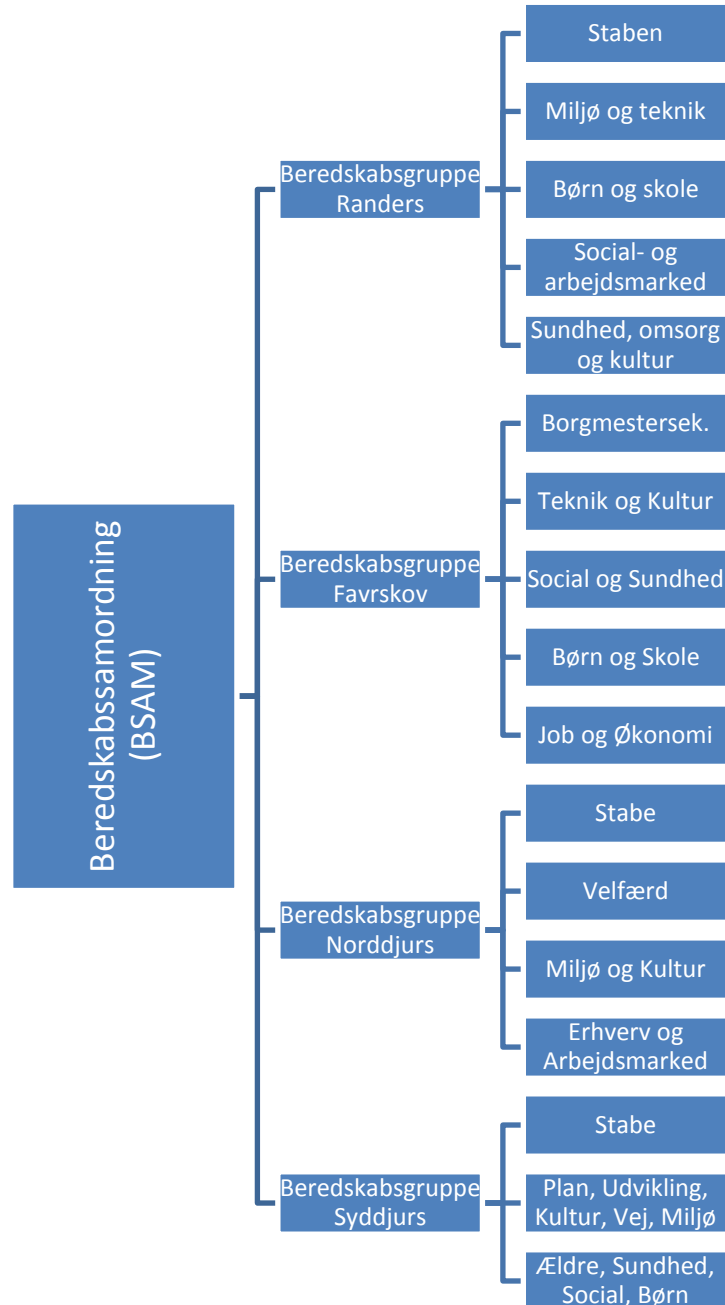 Beredskabssamordning
(BSAM)
Beredskabsgruppe
Randers
Staben
Miljø og teknik
Børn og skole
Social- og
arbejdsmarked
Sundhed, omsorg
og kultur
Beredskabsgruppe
Favrskov
Borgmestersek.
Teknik og Kultur
Social og Sundhed
Børn og Skole
Job og Økonomi
Beredskabsgruppe
Norddjurs
Stabe
Velfærd
Miljø og Kultur
Erhverv og
Arbejdsmarked
Beredskabsgruppe
Syddjurs
Stabe
Plan, Udvikling,
Kultur, Vej, Miljø
Ældre, Sundhed,
Social, Børn